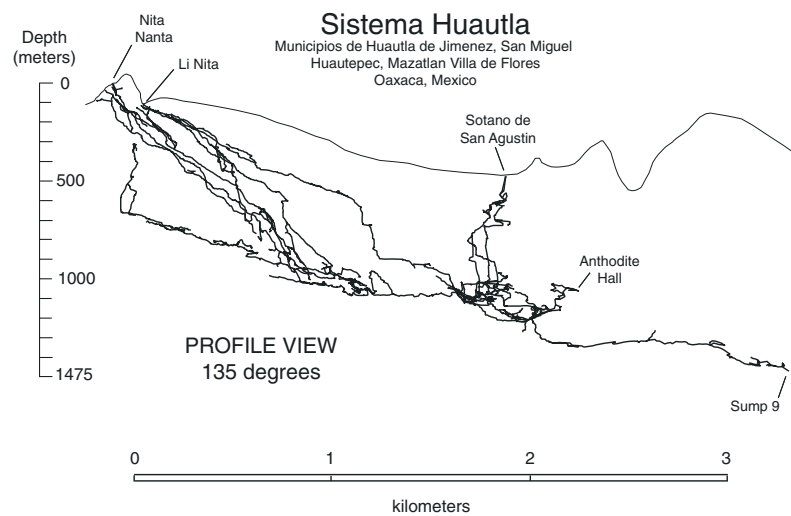 Sistema Huautla
Municipios de Huautla de Jimenez, San Miguel
Huautepec, Mazatlan Villa de Flores
Oaxaca, Mexico
Depth
(meters)
0
500
1000
1475
Nita
Nanta
Li Nita
Sotano de
San Agustin
Anthodite
Hall
Sump 9
PROFILE VIEW
135 degrees
0
1
2
3
kilometers